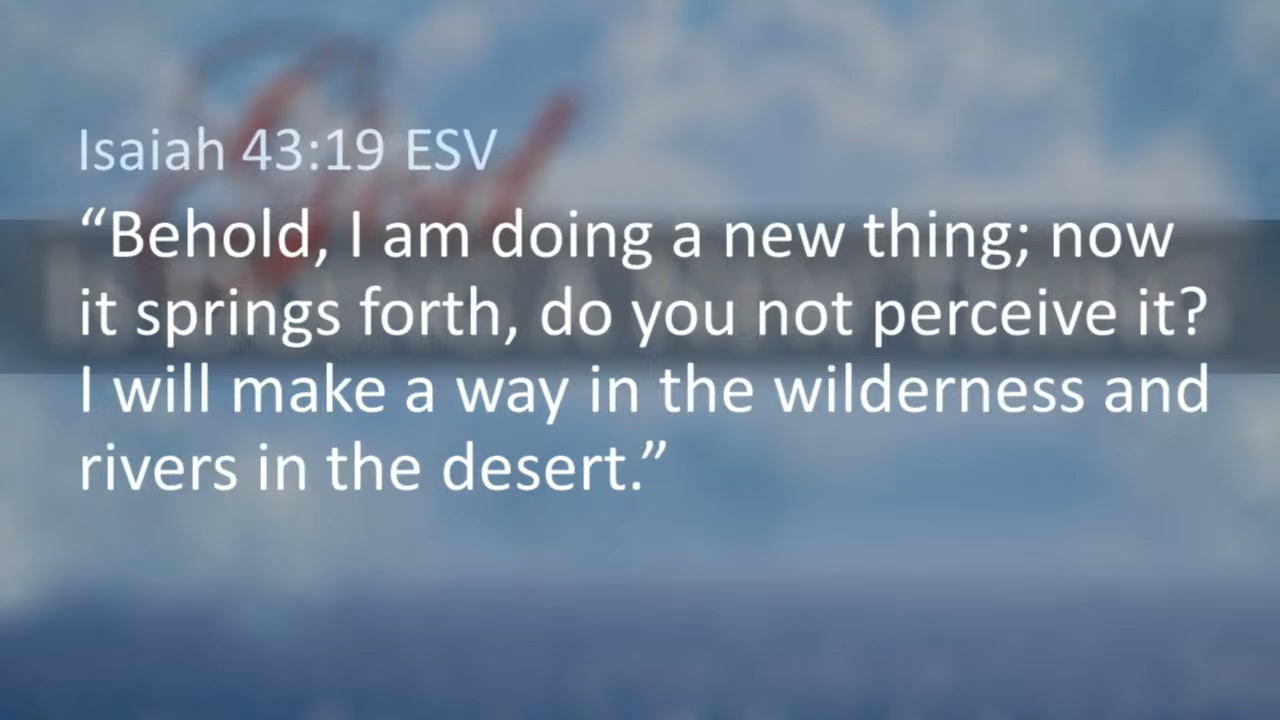 Isaiah 43:19 ESV
“Behold, I am doing a new thing; now
it springs forth, do you not perceive it?
I will make a way in the wilderness and
rivers in the desert.”